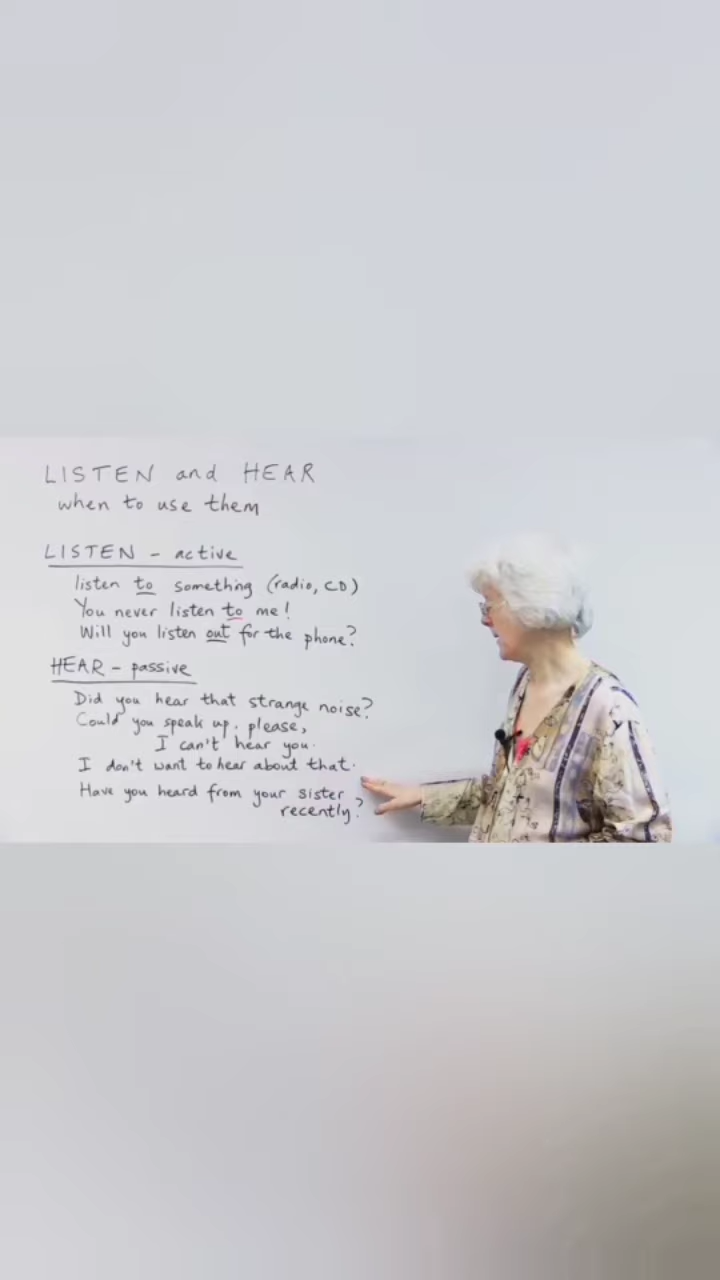 LISTEN and HEAR
when to use them
LISTEN - active
listen to something (radio, CD)
You never listen to me!
Will you listen out for the phone?
HEAR - passive
Did you hear that strange noise?
Could you speak up, please,
I can't hear you.
I don't want to hear about that.
Have you heard from your sister
recently?